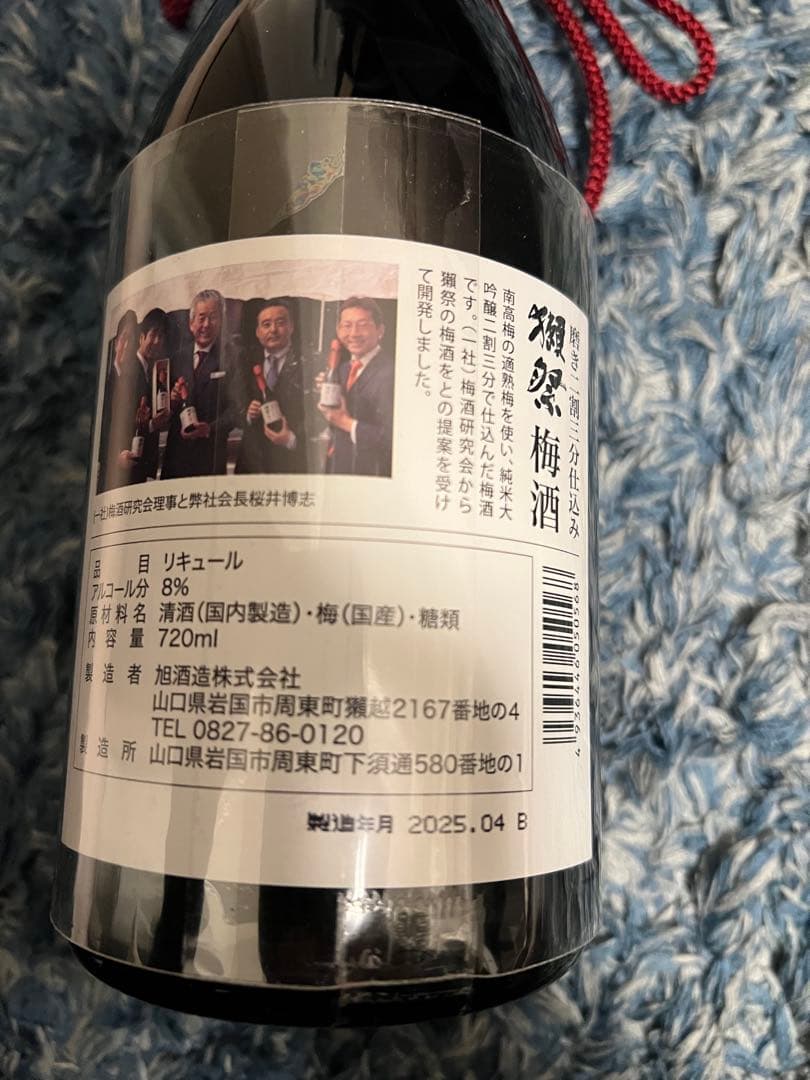 磨き二割三分仕込み
獺祭 梅酒
南高梅の適熟梅を使い、純米大
吟醸二割三分で仕込んだ梅酒
です。(一社)梅酒研究会から
獺祭の梅酒をとの提案を受け
て開発しました。
(一社)梅酒研究会理事と弊社会長桜井博志
品目 リキュール
アルコール分 8%
原材料名 清酒(国内製造)・梅(国産)・糖類
内容量 720ml
製造者 旭酒造株式会社
山口県岩国市周東町獺越2167番地の4
TEL 0827-86-0120
製造所 山口県岩国市周東町下須通580番地の1
製造年月 2025.04 B